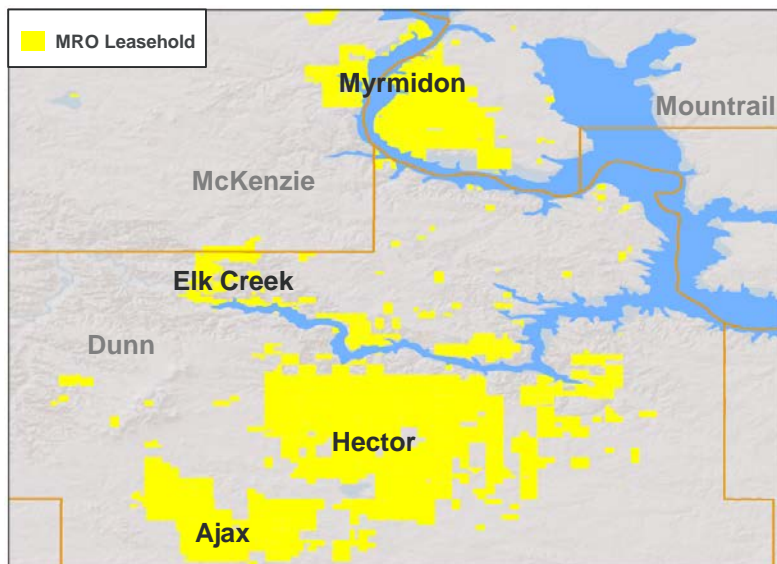 MRO Leasehold
Myrmidon
Mountrail
McKenzie
Elk Creek
Dunn
Hector
Ajax